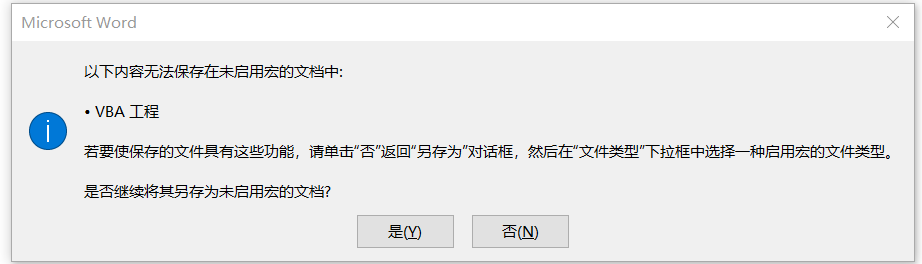 Microsoft Word
以下内容无法保存在未启用宏的文档中:
• VBA 工程
若要使保存的文件具有这些功能，请单击“否”返回“另存为”对话框，然后在“文件类型”下拉框中选择一种启用宏的文件类型。
是否继续将其另存为未启用宏的文档?
是(Y) 否(N)